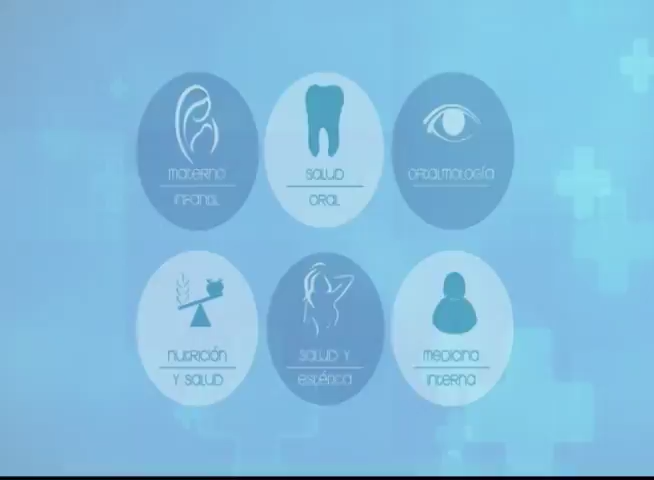 materno
infantil
salud
oral
oftalmología
nutrición
y salud
salud y
estética
medicina
interna